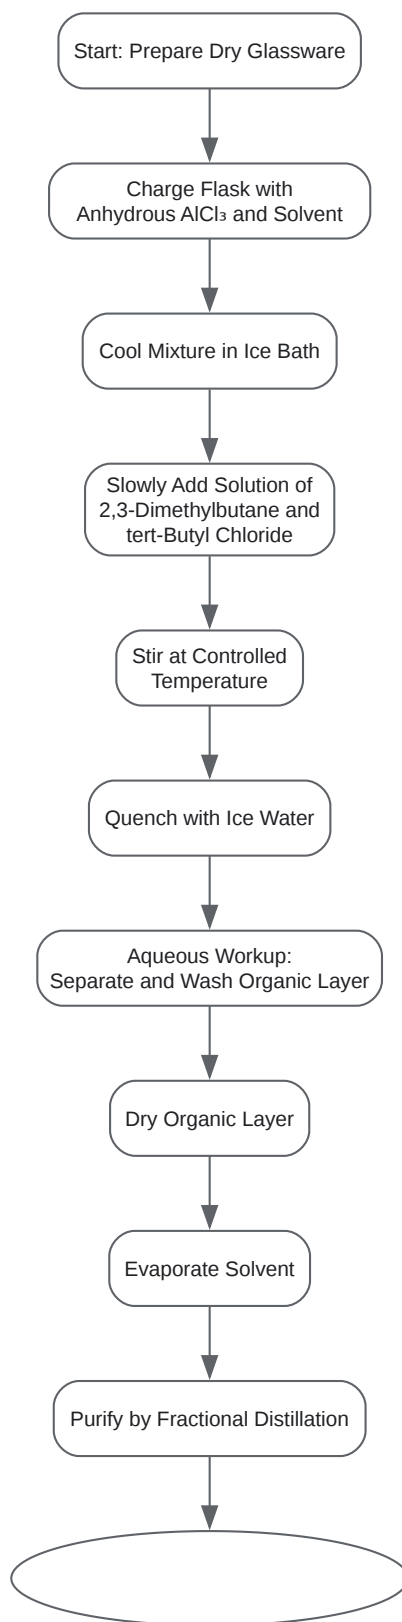 Start: Prepare Dry Glassware
Charge Flask with
Anhydrous AlCl₃ and Solvent
Cool Mixture in Ice Bath
Slowly Add Solution of
2,3-Dimethylbutane and
tert-Butyl Chloride
Stir at Controlled
Temperature
Quench with Ice Water
Aqueous Workup:
Separate and Wash Organic Layer
Dry Organic Layer
Evaporate Solvent
Purify by Fractional Distillation